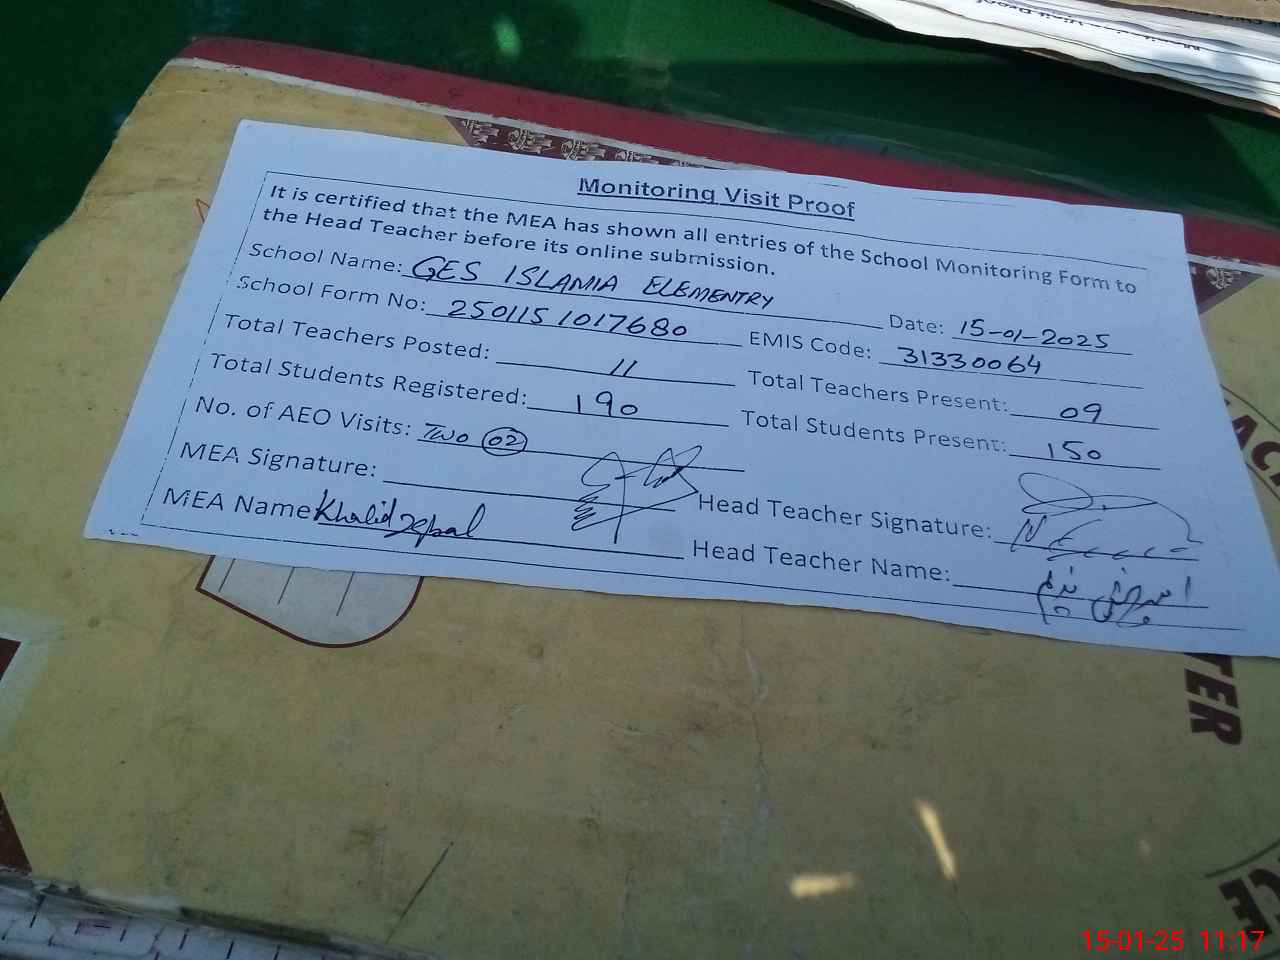 Monitoring Visit Proof
It is certified that the MEA has shown all entries of the School Monitoring Form to
the Head Teacher before its online submission.
School Name: GES ISLAMIA ELEMENTRY Date: 15-01-2025
School Form No: 2501151017680 EMIS Code: 31330064
Total Teachers Posted: 11 Total Teachers Present: 09
Total Students Registered: 190 Total Students Present: 150
No. of AEO Visits: Two 02
MEA Signature: Head Teacher Signature:
MEA Name Khalid Head Teacher Name:
TER
15-01-25 11:17